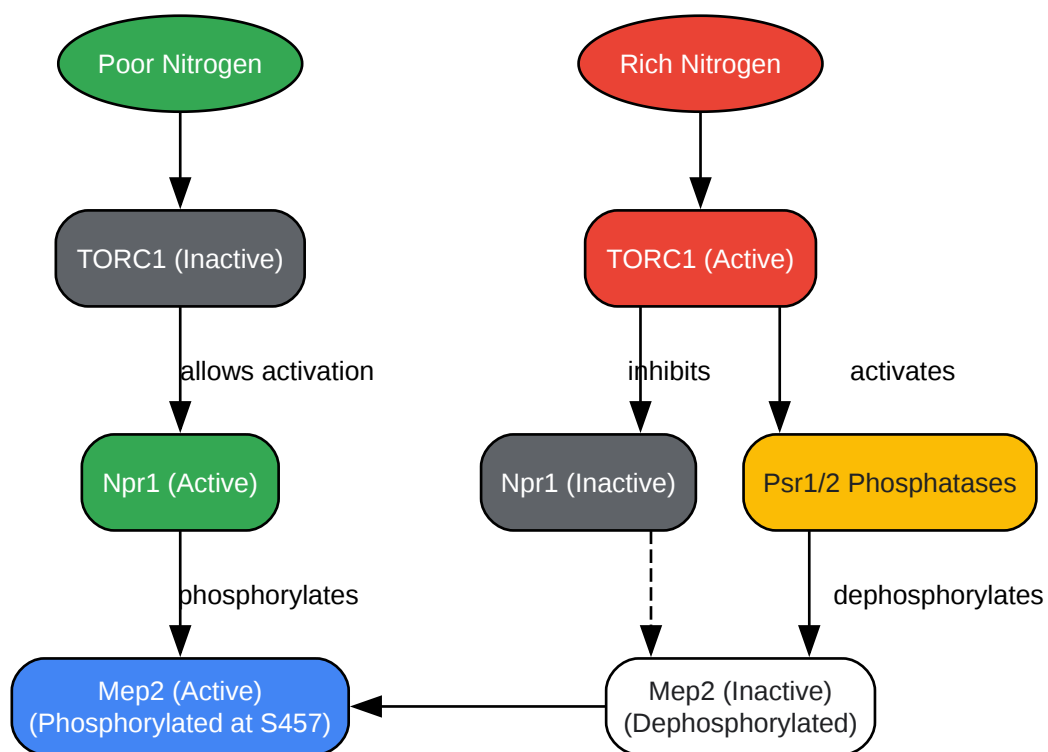 Poor Nitrogen
Rich Nitrogen
TORC1 (Inactive)
TORC1 (Active)
allows activation
inhibits
activates
Npr1 (Active)
Npr1 (Inactive)
Psr1/2 Phosphatases
phosphorylates
dephosphorylates
Mep2 (Active)
(Phosphorylated at S457)
Mep2 (Inactive)
(Dephosphorylated)